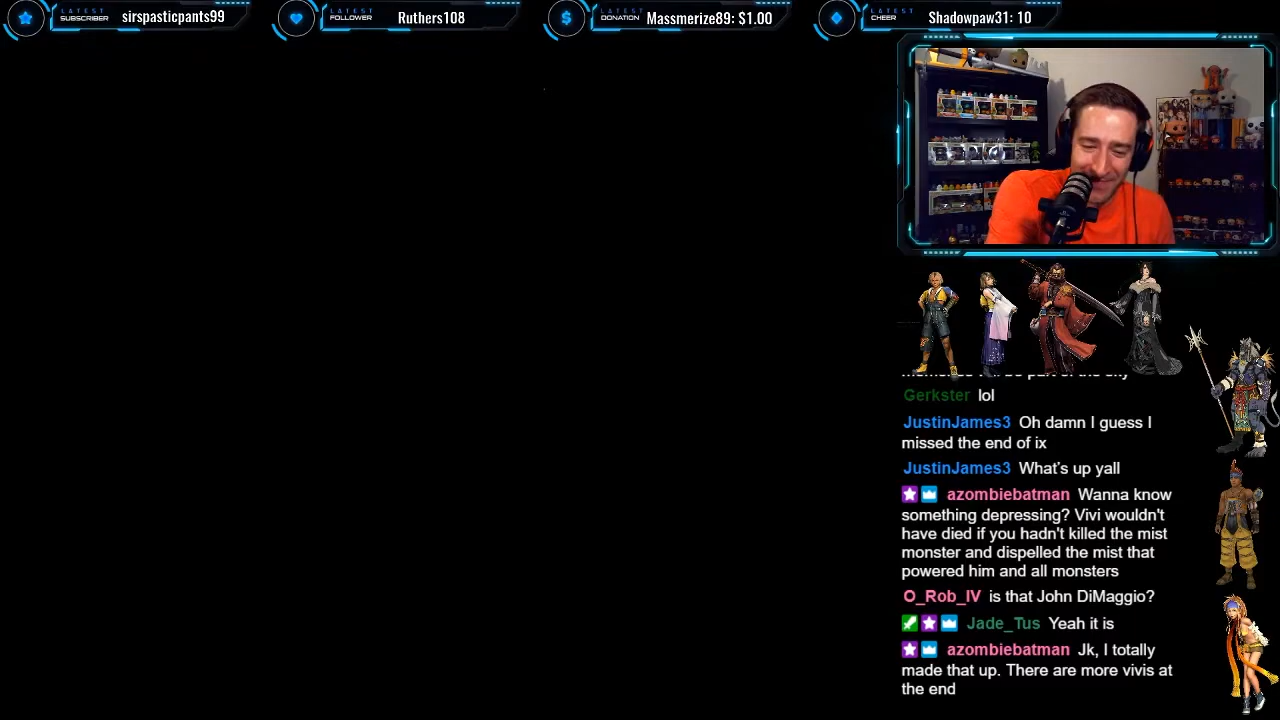 LATEST
SUBSCRIBER
sirspasticpants99
LATEST
FOLLOWER
Ruthers108
LATEST
DONATION
Massmerize89: $1.00
LATEST
CHEER
Shadowpaw31: 10
Gerkster lol
JustinJames3 Oh damn I guess I
missed the end of ix
JustinJames3 What's up yall
azombiebatman Wanna know
something depressing? Vivi wouldn't
have died if you hadn't killed the mist
monster and dispelled the mist that
powered him and all monsters
O_Rob_IV is that John DiMaggio?
Jade_Tus Yeah it is
azombiebatman Jk, I totally
made that up. There are more vivis at
the end